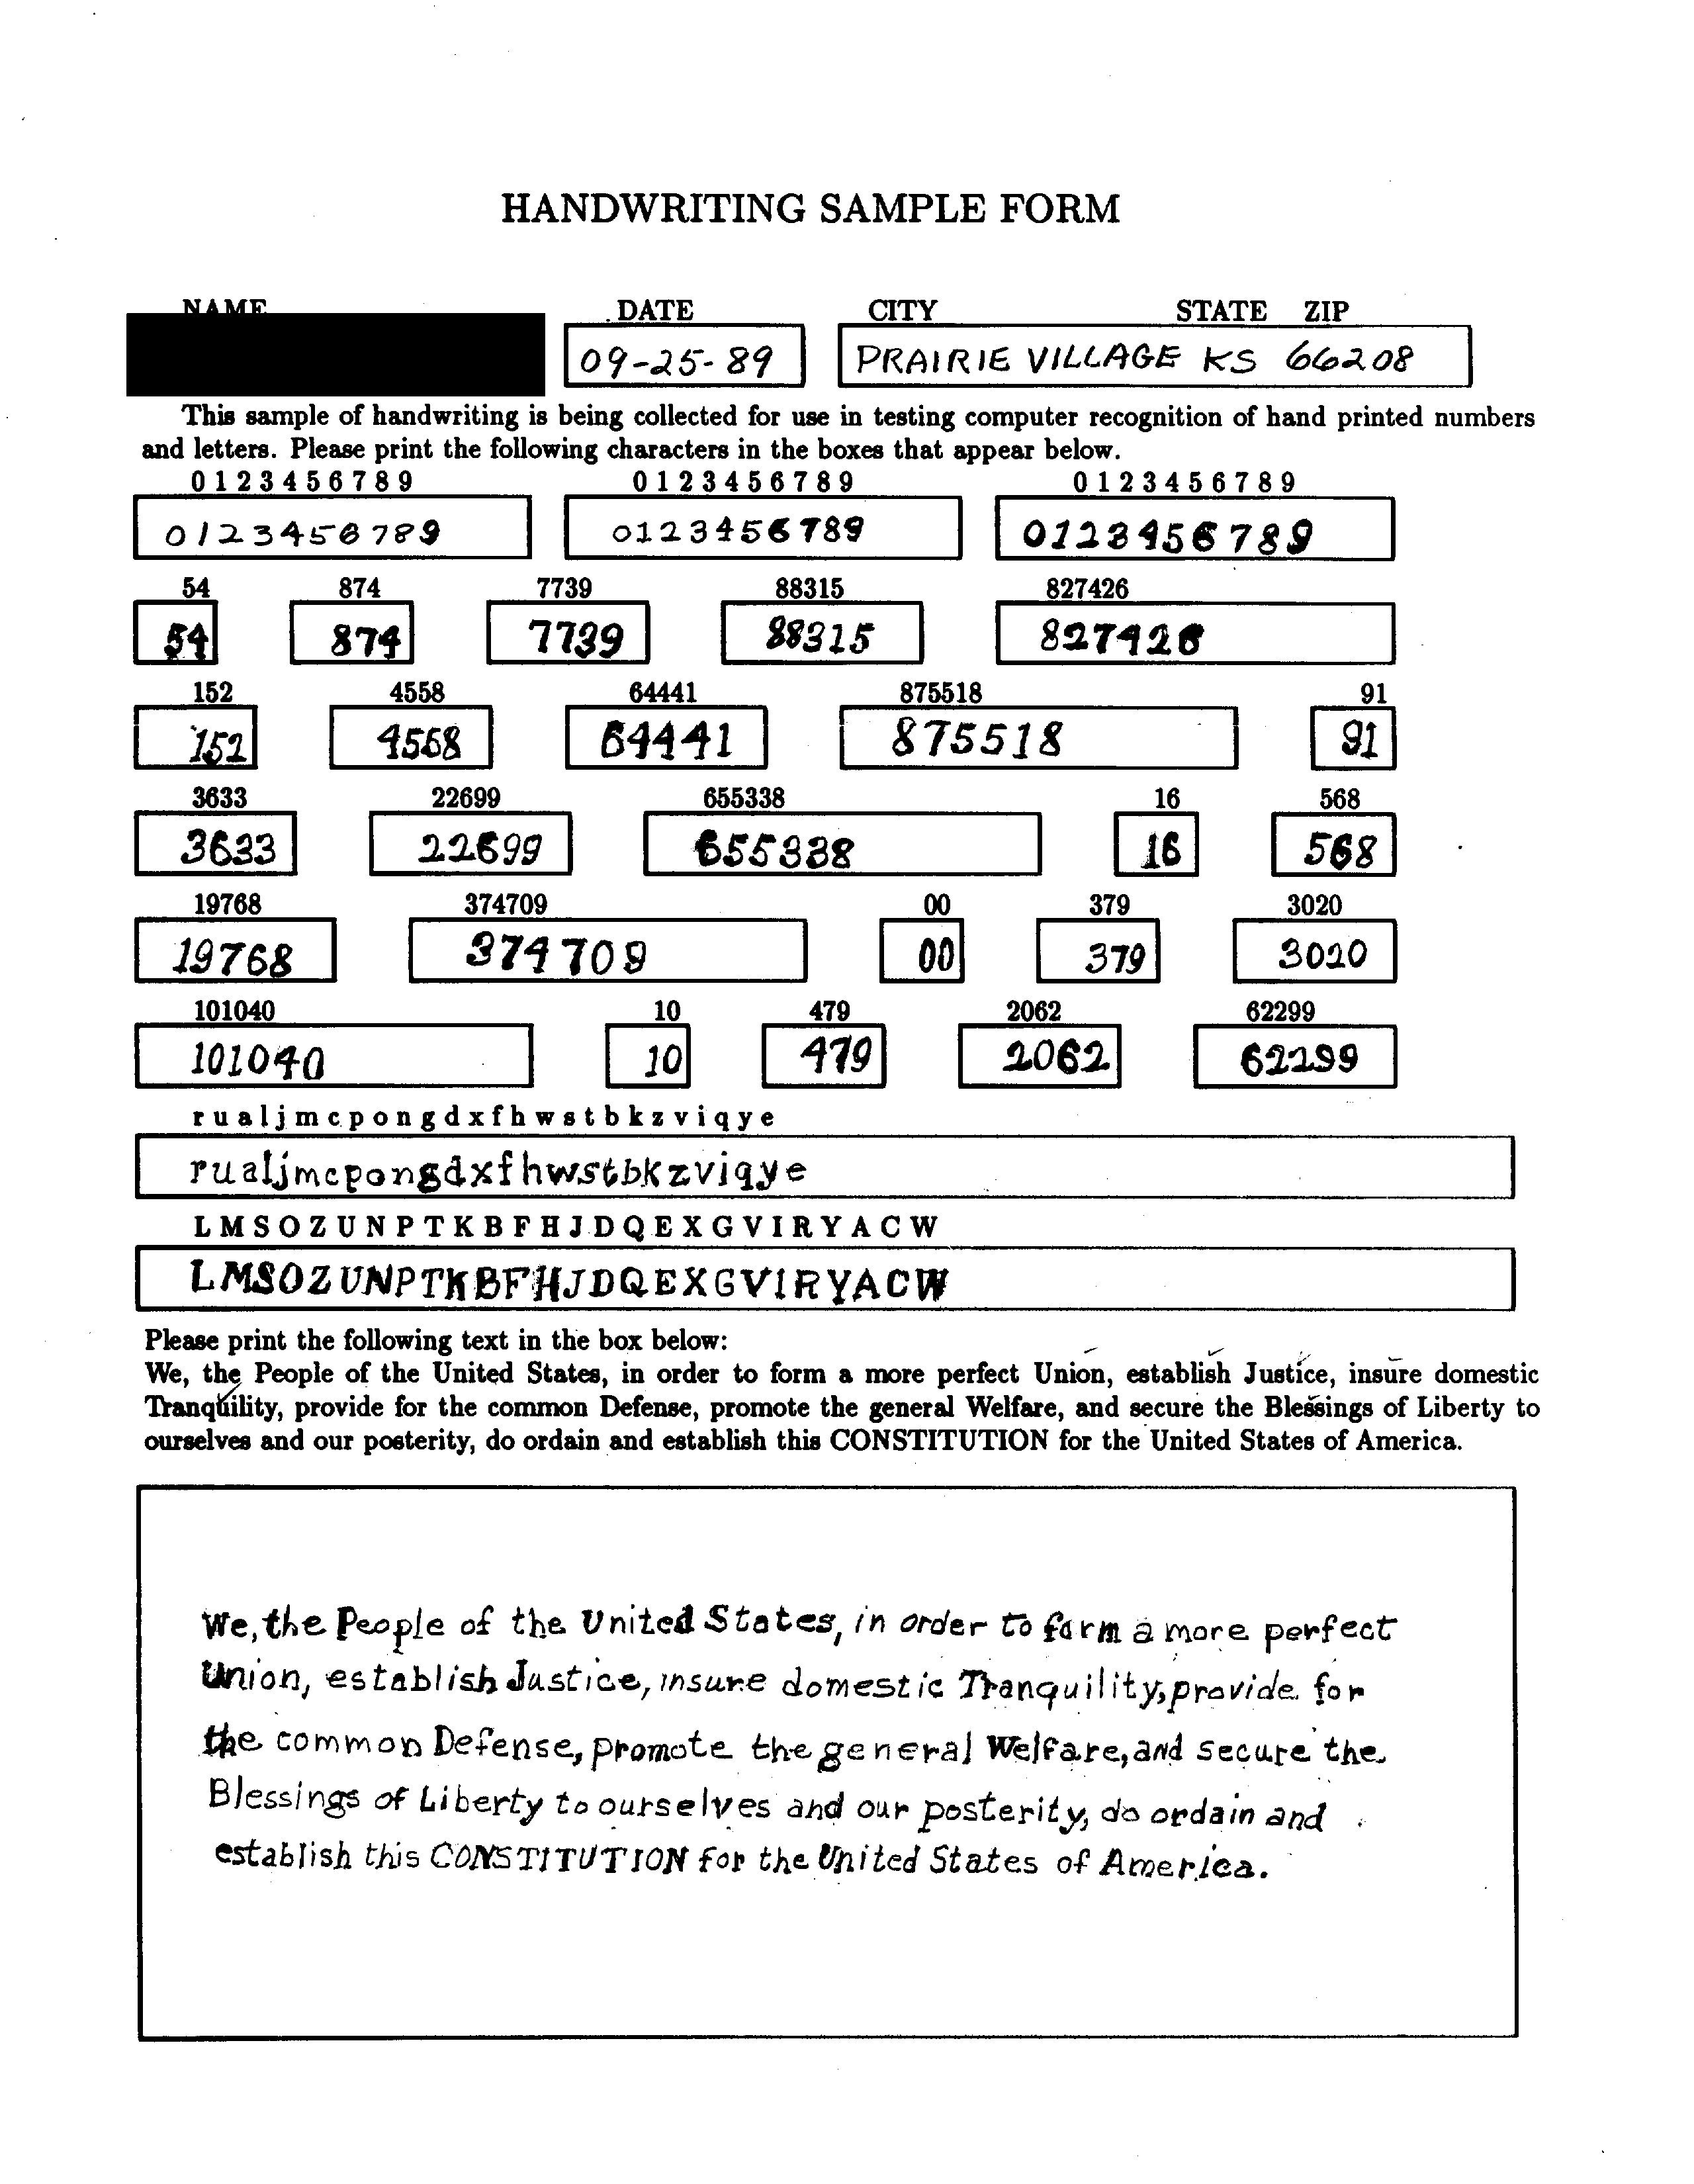 HANDWRITING SAMPLE FORM
NAME DATE CITY STATE ZIP
09-25-89 PRAIRIE VILLAGE KS 66208
This sample of handwriting is being collected for use in testing computer recognition of hand printed numbers
and letters. Please print the following characters in the boxes that appear below.
0 1 2 3 4 5 6 7 8 9 0 1 2 3 4 5 6 7 8 9 0 1 2 3 4 5 6 7 8 9
0123456789 0123456789 0123456789
54 874 7739 88315 827426
54 874 7739 88315 827426
152 4558 64441 875518 91
152 4558 64441 875518 91
3633 22699 655338 16 568
3633 22699 655338 16 568
19768 374709 00 379 3020
19768 374709 00 379 3020
101040 10 479 2062 62299
101040 10 479 2062 62299
r u a l j m c p o n g d x f h w s t b k z v i q y e
rualjmcpongdxfhwstbkzviqye
L M S O Z U N P T K B F H J D Q E X G V I R Y A C W
LMSOZUNPTKBFHJDQEXGVIRYACW
Please print the following text in the box below:
We, the People of the United States, in order to form a more perfect Union, establish Justice, insure domestic
Tranquility, provide for the common Defense, promote the general Welfare, and secure the Blessings of Liberty to
ourselves and our posterity, do ordain and establish this CONSTITUTION for the United States of America.
We, the People of the United States, in order to form a more perfect
Union, establish Justice, insure domestic Tranquility, provide for
the common Defense, promote the general Welfare, and secure the
Blessings of Liberty to ourselves and our posterity, do ordain and
establish this CONSTITUTION for the United States of America.